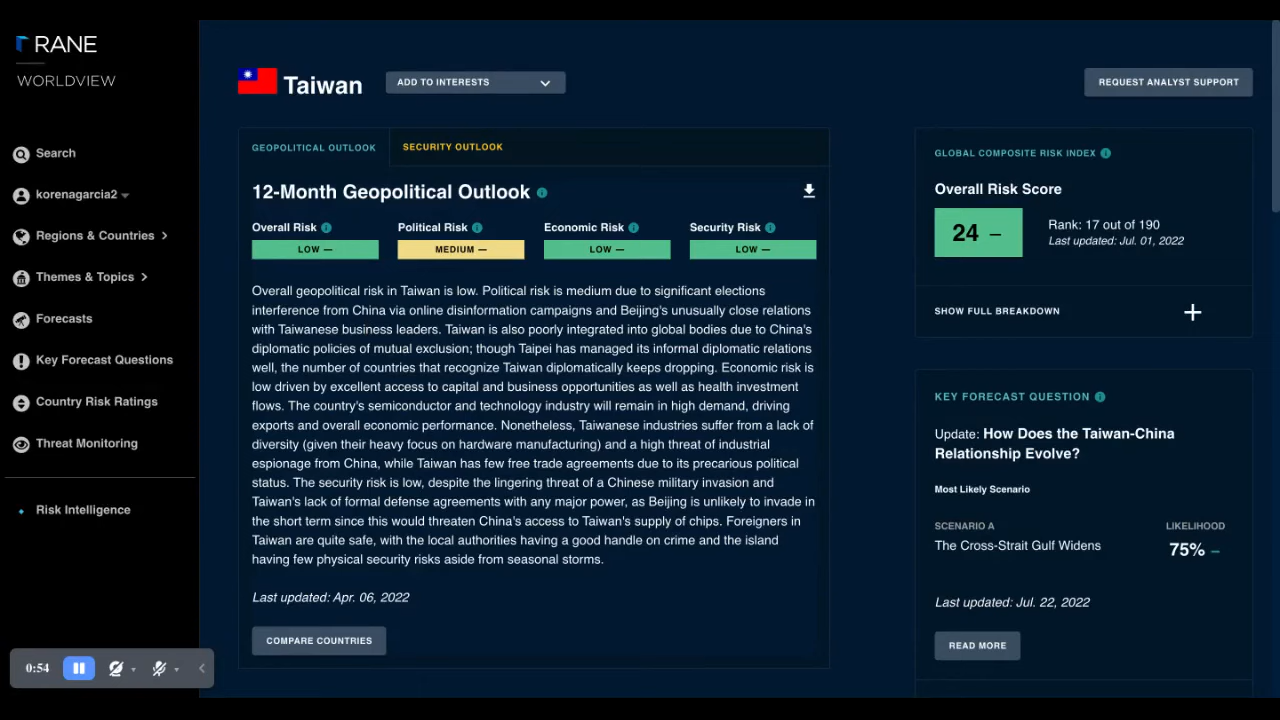 RANE
WORLDVIEW
Search
korenagarcia2
Regions & Countries
Themes & Topics
Forecasts
Key Forecast Questions
Country Risk Ratings
Threat Monitoring
Risk Intelligence
0:54
Taiwan
ADD TO INTERESTS
REQUEST ANALYST SUPPORT
GEOPOLITICAL OUTLOOK
SECURITY OUTLOOK
12-Month Geopolitical Outlook
Overall Risk Political Risk Economic Risk Security Risk
LOW — MEDIUM — LOW — LOW —
Overall geopolitical risk in Taiwan is low. Political risk is medium due to significant elections
interference from China via online disinformation campaigns and Beijing's unusually close relations
with Taiwanese business leaders. Taiwan is also poorly integrated into global bodies due to China's
diplomatic policies of mutual exclusion; though Taipei has managed its informal diplomatic relations
well, the number of countries that recognize Taiwan diplomatically keeps dropping. Economic risk is
low driven by excellent access to capital and business opportunities as well as health investment
flows. The country's semiconductor and technology industry will remain in high demand, driving
exports and overall economic performance. Nonetheless, Taiwanese industries suffer from a lack of
diversity (given their heavy focus on hardware manufacturing) and a high threat of industrial
espionage from China, while Taiwan has few free trade agreements due to its precarious political
status. The security risk is low, despite the lingering threat of a Chinese military invasion and
Taiwan's lack of formal defense agreements with any major power, as Beijing is unlikely to invade in
the short term since this would threaten China's access to Taiwan's supply of chips. Foreigners in
Taiwan are quite safe, with the local authorities having a good handle on crime and the island
having few physical security risks aside from seasonal storms.
Last updated: Apr. 06, 2022
COMPARE COUNTRIES
GLOBAL COMPOSITE RISK INDEX
Overall Risk Score
24 –
Rank: 17 out of 190
Last updated: Jul. 01, 2022
SHOW FULL BREAKDOWN
KEY FORECAST QUESTION
Update: How Does the Taiwan-China
Relationship Evolve?
Most Likely Scenario
SCENARIO A LIKELIHOOD
The Cross-Strait Gulf Widens 75% –
Last updated: Jul. 22, 2022
READ MORE